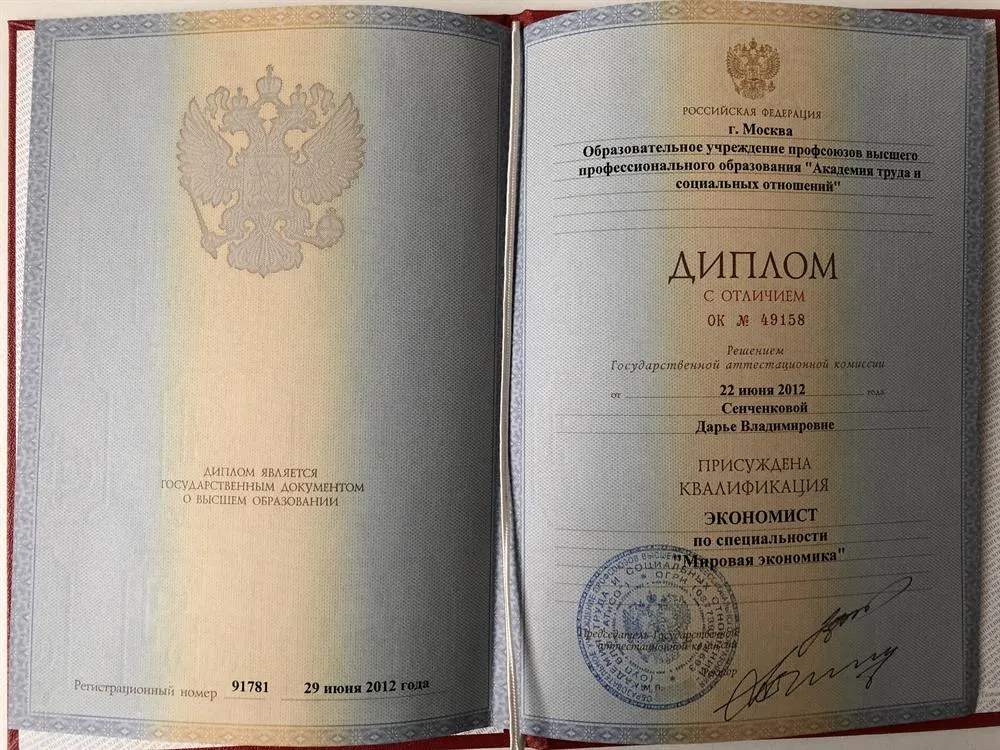 ДИПЛОМ ЯВЛЯЕТСЯ
ГОСУДАРСТВЕННЫМ ДОКУМЕНТОМ
О ВЫСШЕМ ОБРАЗОВАНИИ
Регистрационный номер 91781 29 июня 2012 года
РОССИЙСКАЯ ФЕДЕРАЦИЯ
г. Москва
Образовательное учреждение профсоюзов высшего
профессионального образования "Академия труда и
социальных отношений"
ДИПЛОМ
С ОТЛИЧИЕМ
ОК № 49158
Решением
Государственной аттестационной комиссии
от 22 июня 2012 года
Сенченковой
Дарье Владимировне
ПРИСУЖДЕНА
КВАЛИФИКАЦИЯ
ЭКОНОМИСТ
по специальности
"Мировая экономика"
Председатель Государственной
аттестационной комиссии
Ректор
М.П.